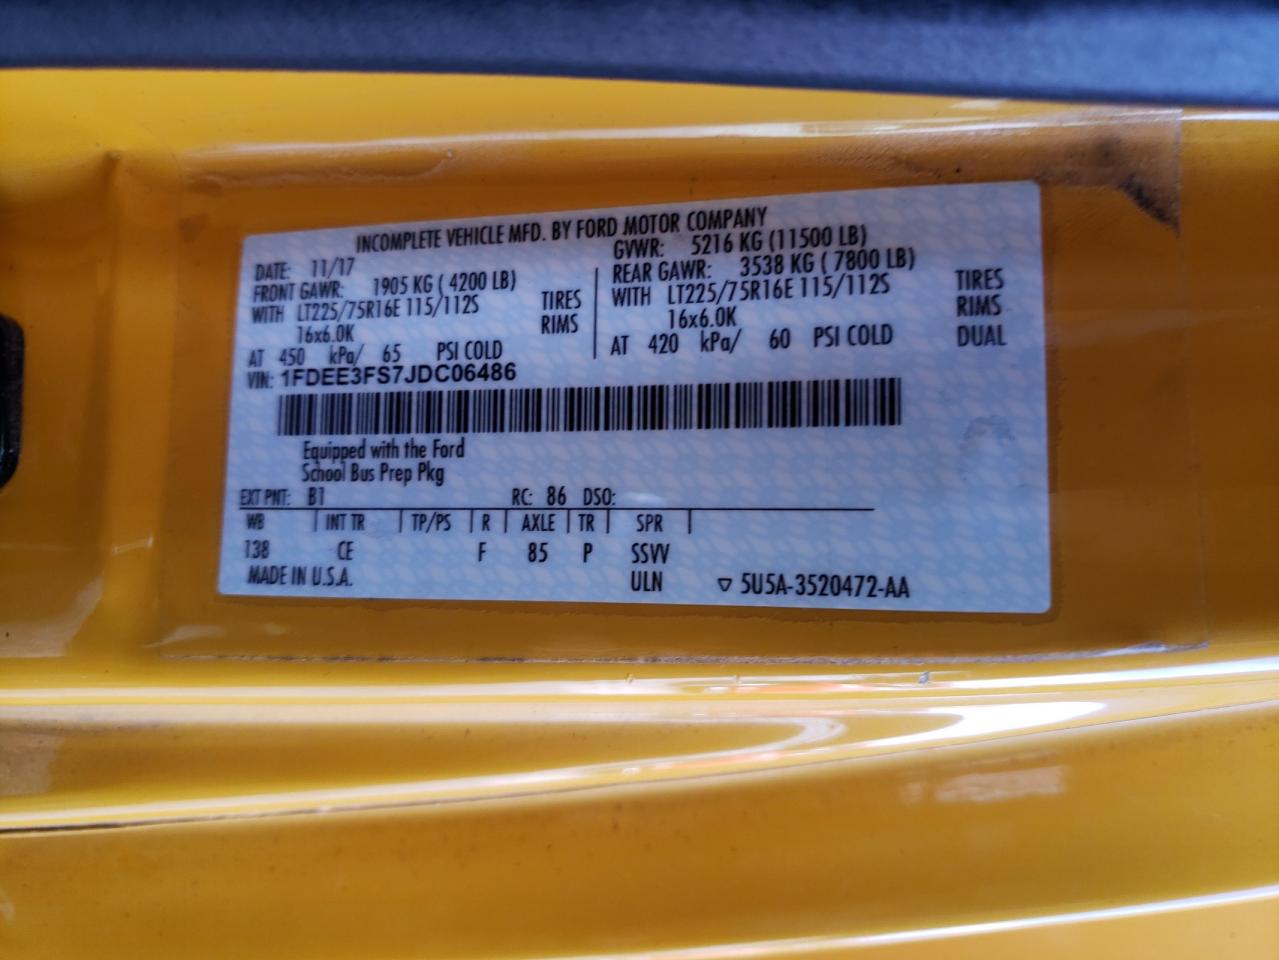 INCOMPLETE VEHICLE MFD. BY FORD MOTOR COMPANY
DATE: 11/17 GVWR: 5216 KG (11500 LB)
FRONT GAWR: 1905 KG ( 4200 LB) REAR GAWR: 3538 KG ( 7800 LB)
WITH LT225/75R16E 115/112S TIRES WITH LT225/75R16E 115/112S TIRES
16x6.0K RIMS 16x6.0K RIMS
AT 450 kPa/ 65 PSI COLD AT 420 kPa/ 60 PSI COLD DUAL
VIN: 1FDEE3FS7JDC06486
Equipped with the Ford
School Bus Prep Pkg
EXT PNT: B1 RC: 86 DSO:
WB INT TR TP/PS R AXLE TR SPR
138 CE F 85 P SSVV
MADE IN U.S.A. ULN ▽ 5U5A-3520472-AA